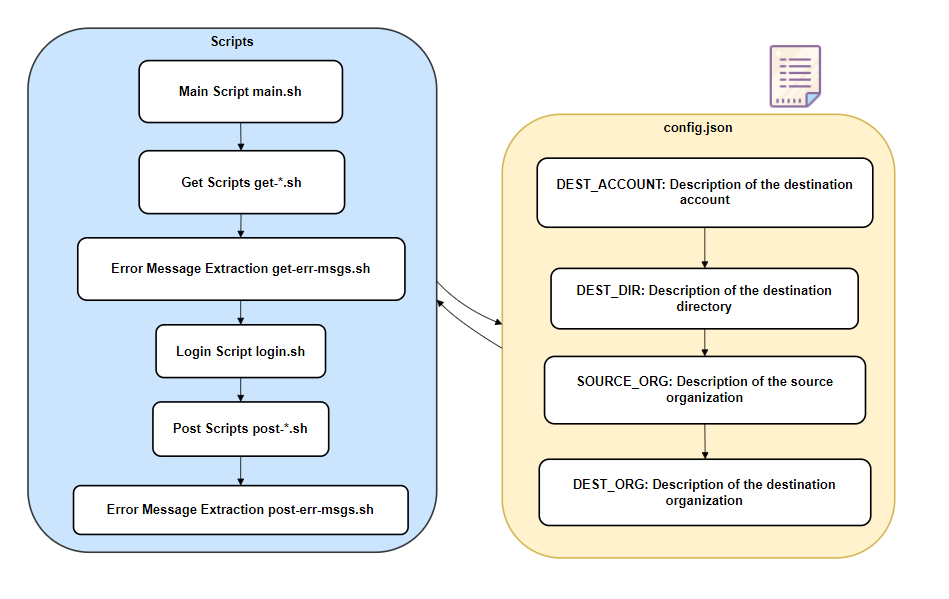 Scripts
Main Script main.sh
Get Scripts get-*.sh
Error Message Extraction get-err-msgs.sh
Login Script login.sh
Post Scripts post-*.sh
Error Message Extraction post-err-msgs.sh
config.json
DEST_ACCOUNT: Description of the destination
account
DEST_DIR: Description of the destination
directory
SOURCE_ORG: Description of the source
organization
DEST_ORG: Description of the destination
organization